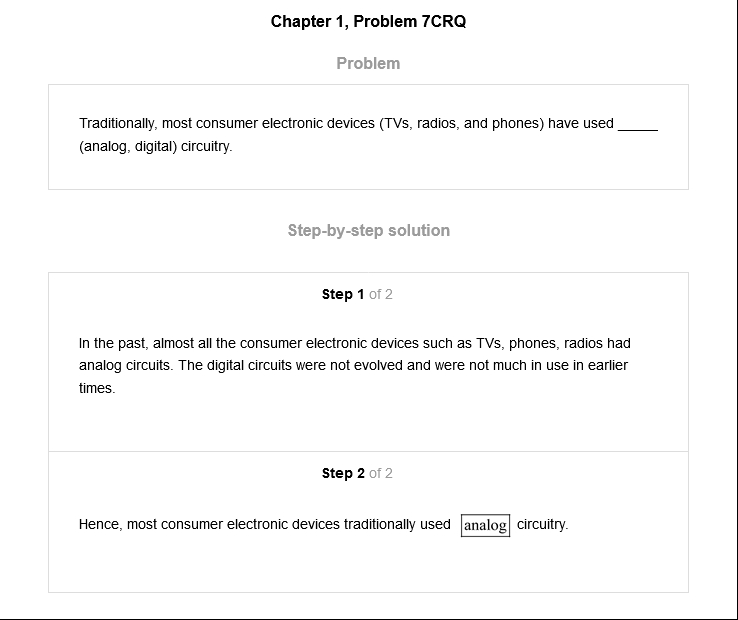 Chapter 1, Problem 7CRQ
Problem
Traditionally, most consumer electronic devices (TVs, radios, and phones) have used _____
(analog, digital) circuitry.
Step-by-step solution
Step 1 of 2
In the past, almost all the consumer electronic devices such as TVs, phones, radios had
analog circuits. The digital circuits were not evolved and were not much in use in earlier
times.
Step 2 of 2
Hence, most consumer electronic devices traditionally used analog circuitry.